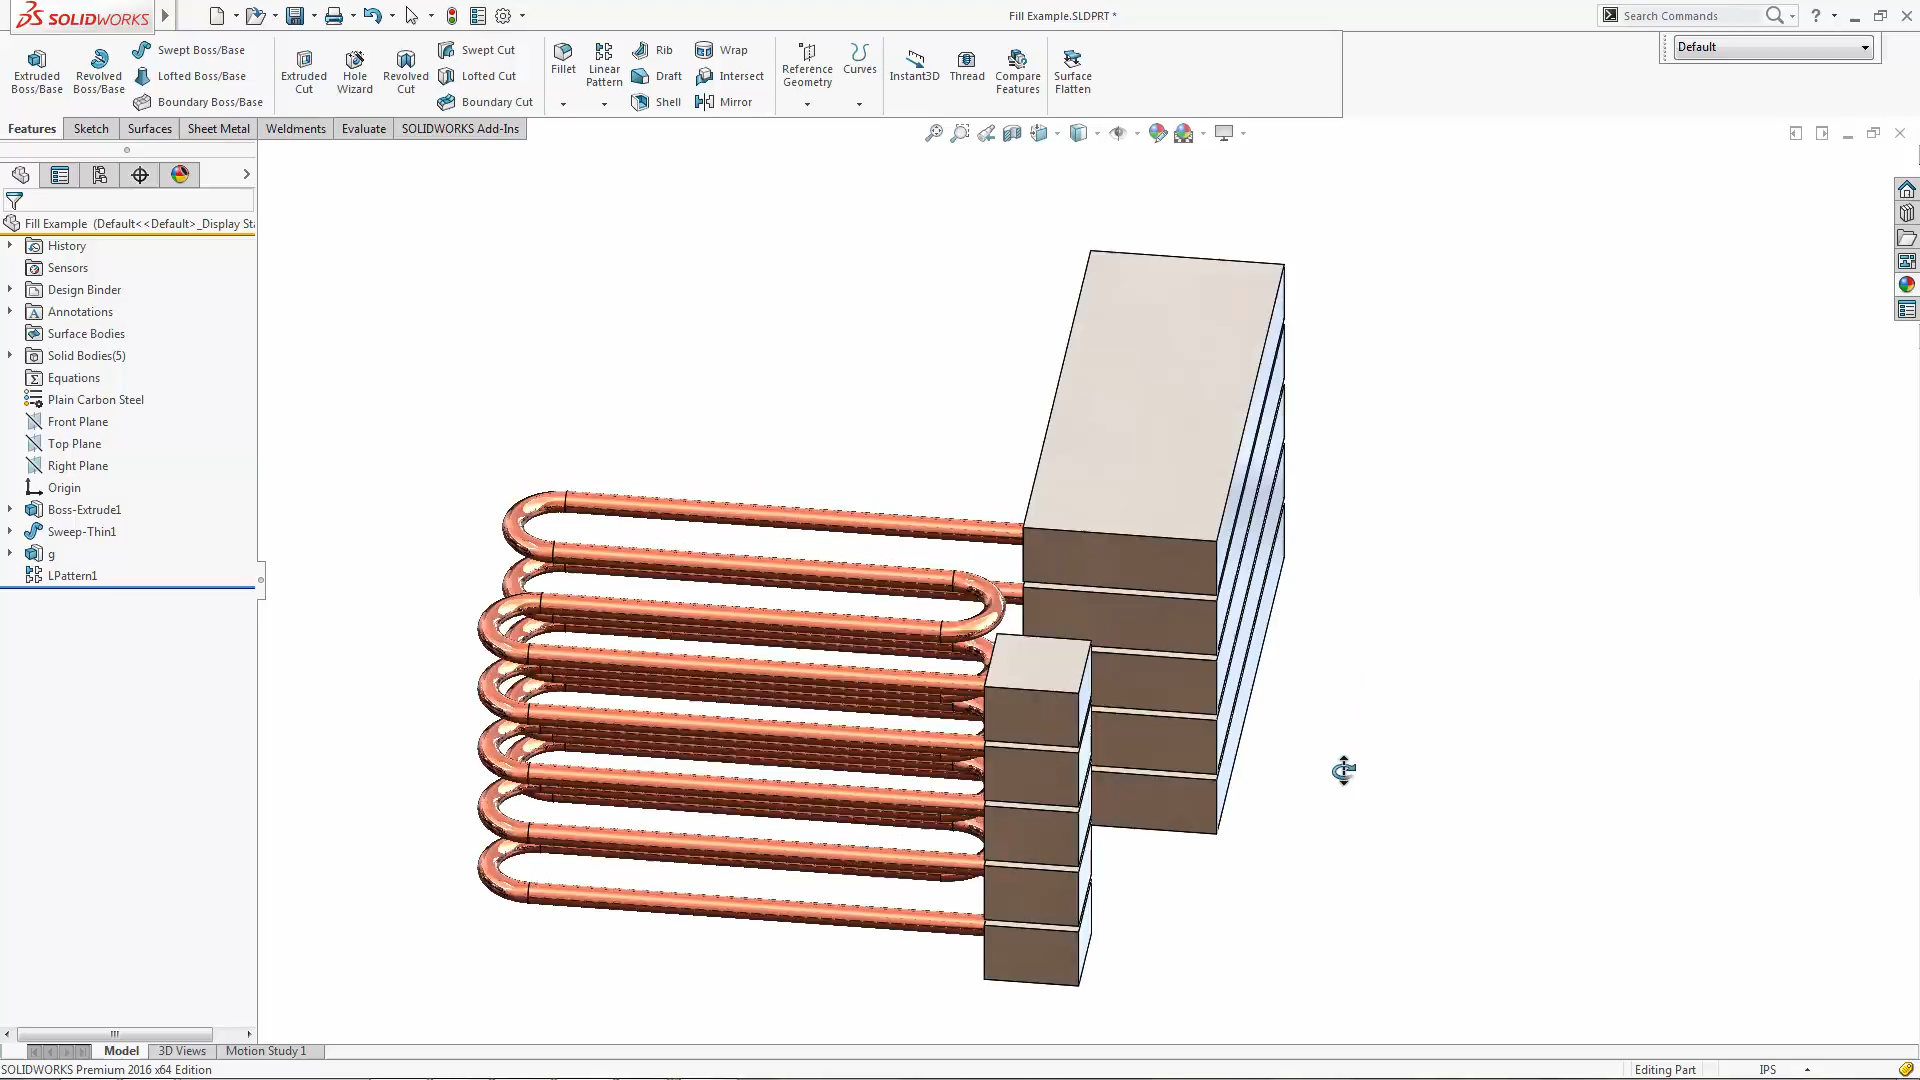 SOLIDWORKS
Fill Example.SLDPRT *
Search Commands
Default
Extruded Boss/Base
Revolved Boss/Base
Swept Boss/Base
Lofted Boss/Base
Boundary Boss/Base
Extruded Cut
Hole Wizard
Revolved Cut
Swept Cut
Lofted Cut
Boundary Cut
Fillet
Linear Pattern
Rib
Draft
Shell
Wrap
Intersect
Mirror
Reference Geometry
Curves
Instant3D
Thread
Compare Features
Surface Flatten
Features
Sketch
Surfaces
Sheet Metal
Weldments
Evaluate
SOLIDWORKS Add-Ins
Fill Example (Default<<Default>_Display St
History
Sensors
Design Binder
Annotations
Surface Bodies
Solid Bodies(5)
Equations
Plain Carbon Steel
Front Plane
Top Plane
Right Plane
Origin
Boss-Extrude1
Sweep-Thin1
g
LPattern1
Model
3D Views
Motion Study 1
SOLIDWORKS Premium 2016 x64 Edition
Editing Part
IPS